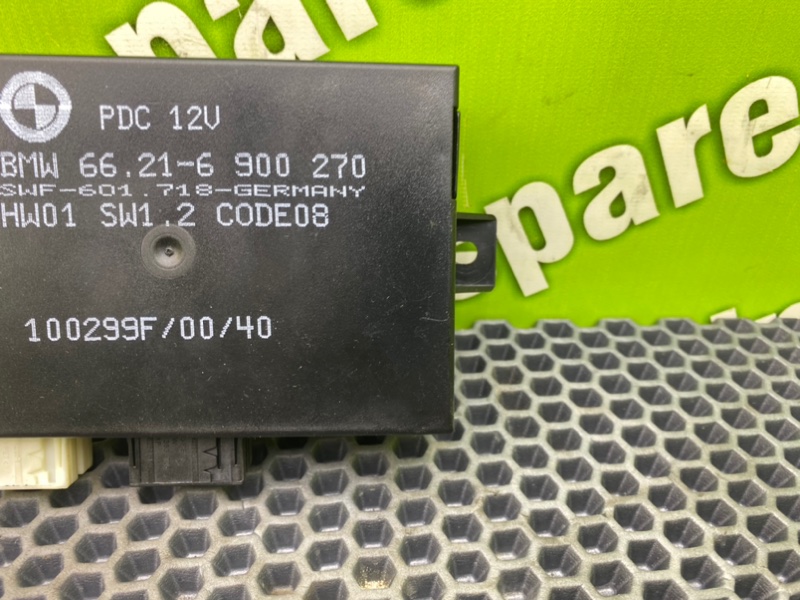 PDC 12V
BMW 66.21-6 900 270
SWF-601.718-GERMANY
HW01 SW1.2 CODE08
100299F/00/40
epare